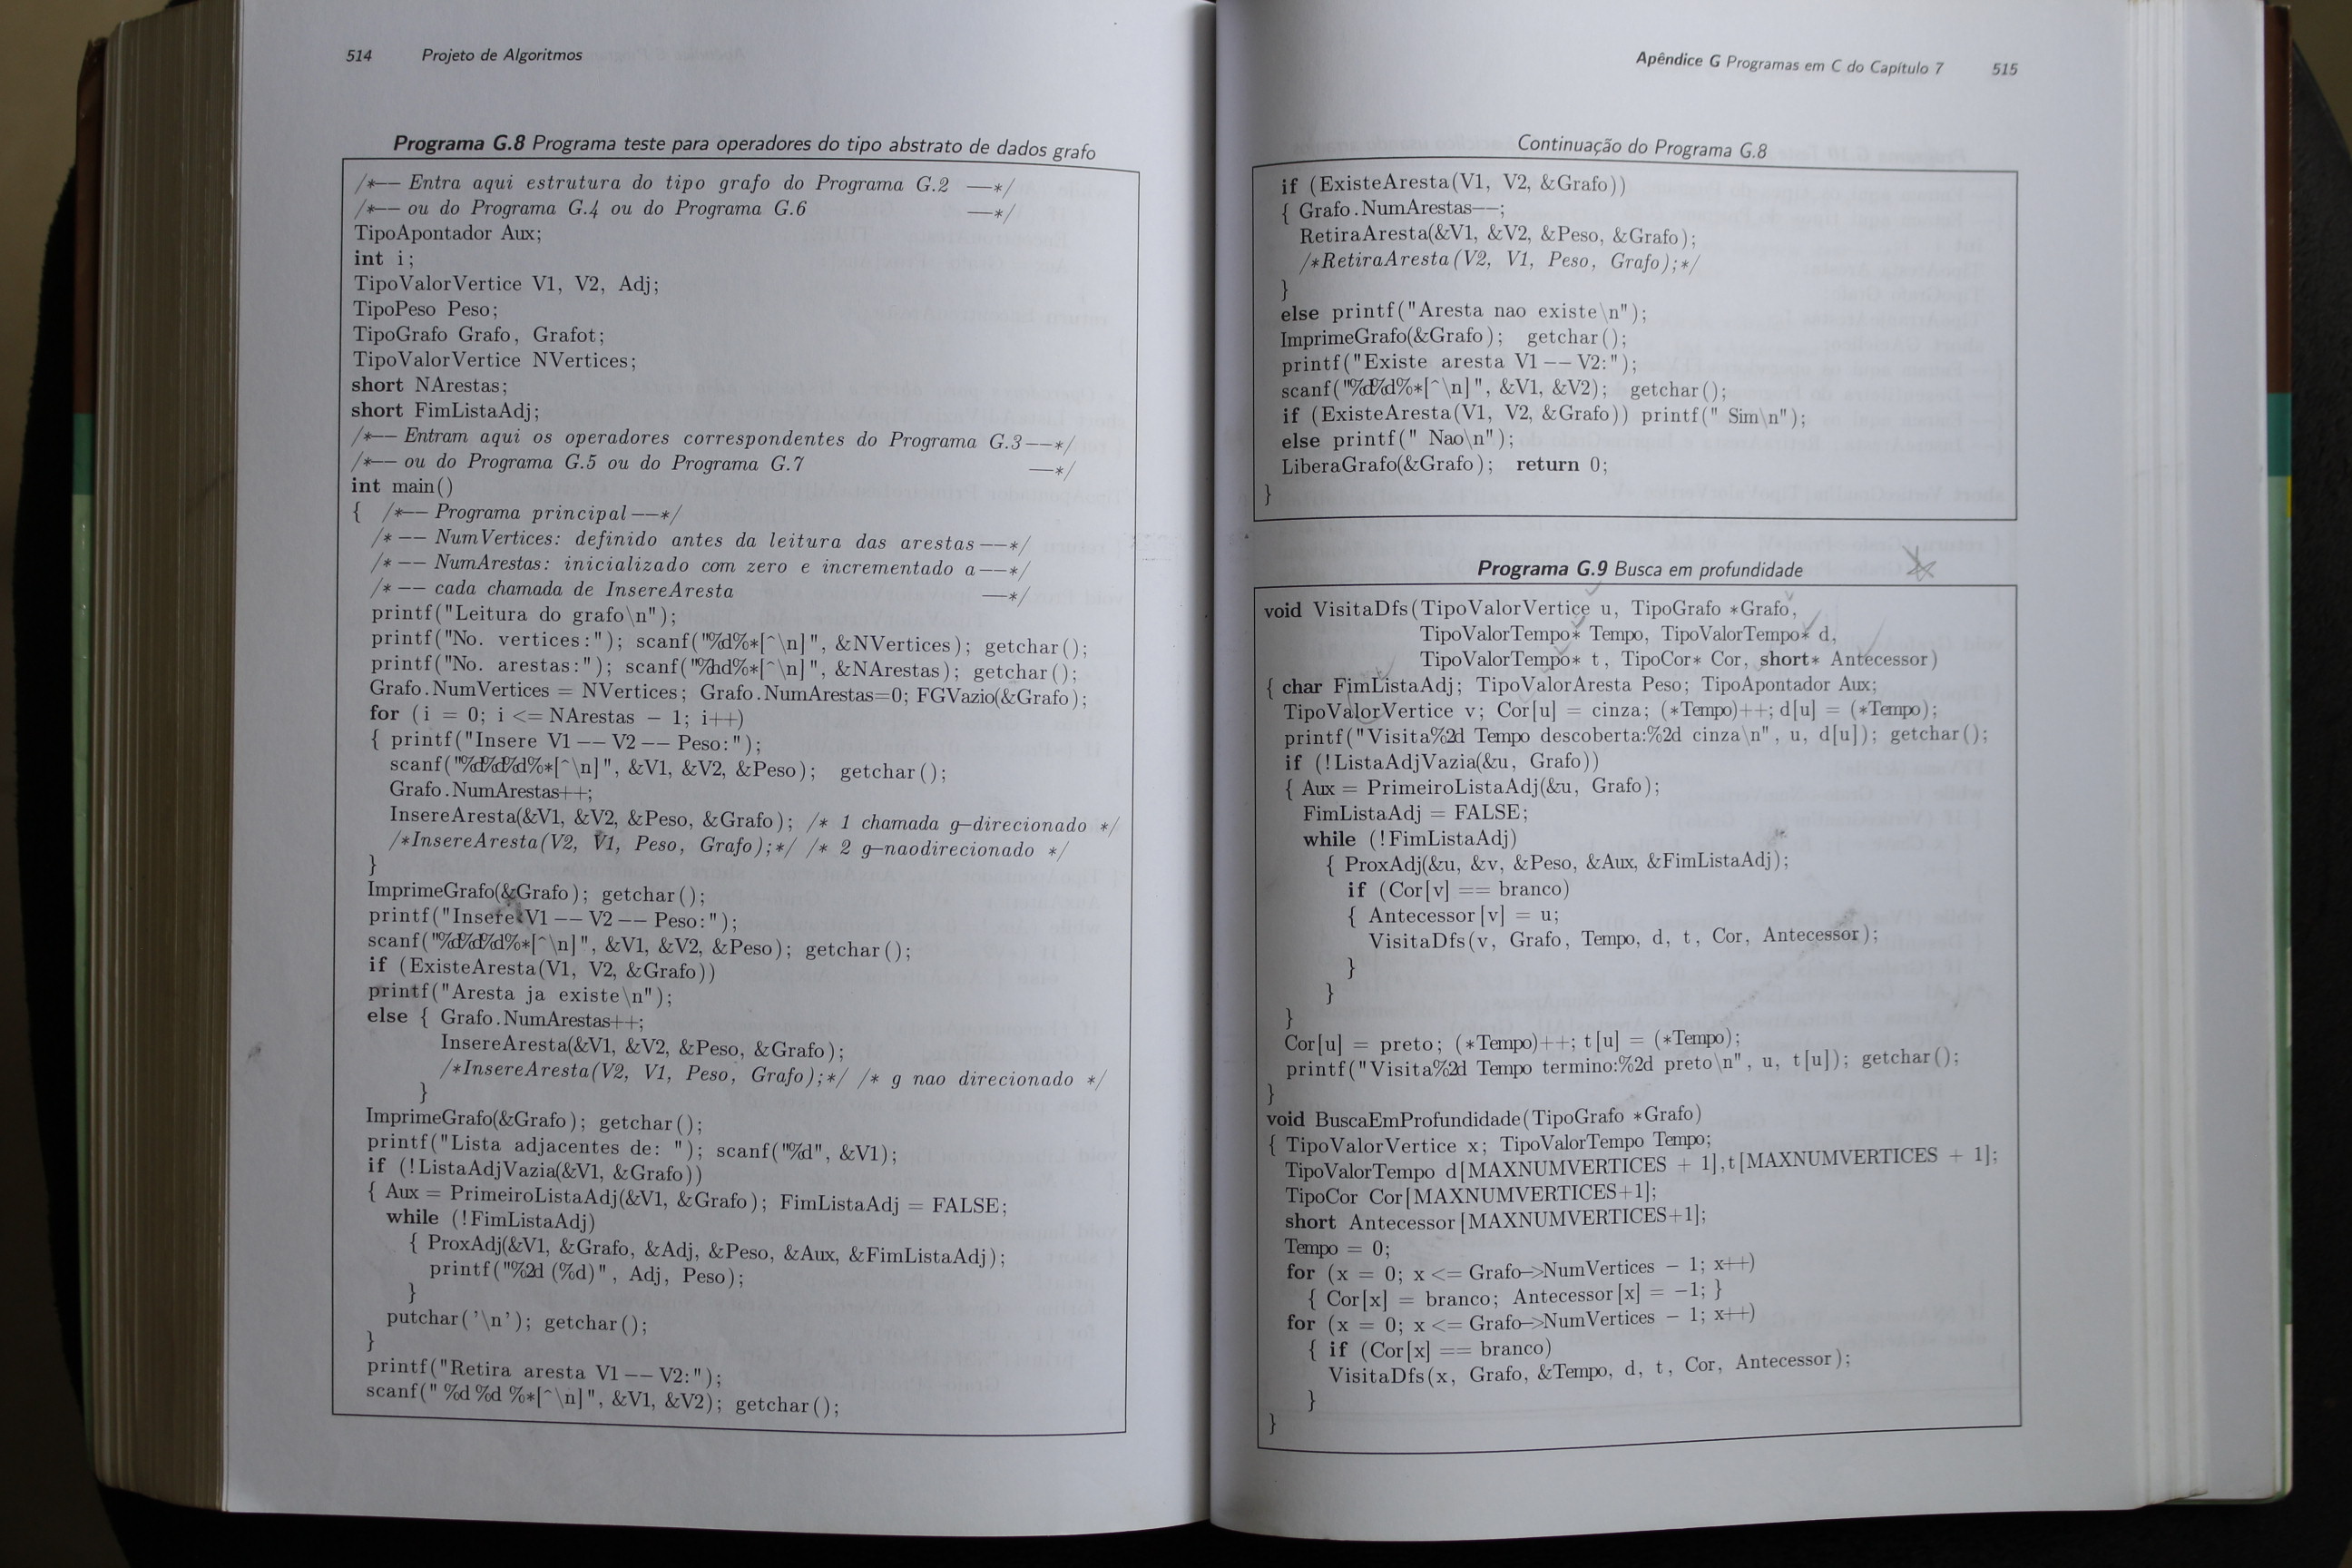 514 Projeto de Algoritmos
Programa G.8 Programa teste para operadores do tipo abstrato de dados grafo
/*-- Entra aqui estrutura do tipo grafo do Programa G.2 --*/
/*-- ou do Programa G.4 ou do Programa G.6 --*/
TipoApontador Aux;
int i;
TipoValorVertice V1, V2, Adj;
TipoPeso Peso;
TipoGrafo Grafo, Grafot;
TipoValorVertice NVertices;
short NArestas;
short FimListaAdj;
/*-- Entram aqui os operadores correspondentes do Programa G.3--*/
/*-- ou do Programa G.5 ou do Programa G.7 --*/
int main()
{ /*-- Programa principal--*/
/* -- NumVertices: definido antes da leitura das arestas--*/
/* -- NumArestas: inicializado com zero e incrementado a--*/
/* -- cada chamada de InsereAresta --*/
printf("Leitura do grafo\n");
printf("No. vertices:"); scanf("%d%*[^\n]", &NVertices); getchar();
printf("No. arestas:"); scanf("%hd%*[^\n]", &NArestas); getchar();
Grafo.NumVertices = NVertices; Grafo.NumArestas=0; FGVazio(&Grafo);
for (i = 0; i <= NArestas - 1; i++)
{ printf("Insere V1 -- V2 -- Peso:");
scanf("%d%d%d%*[^\n]", &V1, &V2, &Peso); getchar();
Grafo.NumArestas++;
InsereAresta(&V1, &V2, &Peso, &Grafo); /* 1 chamada g-direcionado */
/*InsereAresta(V2, V1, Peso, Grafo);*/ /* 2 g-naodirecionado */
}
ImprimeGrafo(&Grafo); getchar();
printf("Insere V1 -- V2 -- Peso:");
scanf("%d%d%d%*[^\n]", &V1, &V2, &Peso); getchar();
if (ExisteAresta(V1, V2, &Grafo))
printf("Aresta ja existe\n");
else { Grafo.NumArestas++;
InsereAresta(&V1, &V2, &Peso, &Grafo);
/*InsereAresta(V2, V1, Peso, Grafo);*/ /* g nao direcionado */
}
ImprimeGrafo(&Grafo); getchar();
printf("Lista adjacentes de: "); scanf("%d", &V1);
if (!ListaAdjVazia(&V1, &Grafo))
{ Aux = PrimeiroListaAdj(&V1, &Grafo); FimListaAdj = FALSE;
while (!FimListaAdj)
{ ProxAdj(&V1, &Grafo, &Adj, &Peso, &Aux, &FimListaAdj);
printf("%2d (%d)", Adj, Peso);
}
putchar('\n'); getchar();
}
printf("Retira aresta V1 -- V2:");
scanf("%d%d%*[^\n]", &V1, &V2); getchar();
Apêndice G Programas em C do Capítulo 7 515
Continuação do Programa G.8
if (ExisteAresta(V1, V2, &Grafo))
{ Grafo.NumArestas--;
RetiraAresta(&V1, &V2, &Peso, &Grafo);
/*RetiraAresta(V2, V1, Peso, Grafo);*/
}
else printf("Aresta nao existe\n");
ImprimeGrafo(&Grafo); getchar();
printf("Existe aresta V1 -- V2:");
scanf("%d%d%*[^\n]", &V1, &V2); getchar();
if (ExisteAresta(V1, V2, &Grafo)) printf(" Sim\n");
else printf(" Nao\n");
LiberaGrafo(&Grafo); return 0;
}
Programa G.9 Busca em profundidade
void VisitaDfs(TipoValorVertice u, TipoGrafo *Grafo,
TipoValorTempo* Tempo, TipoValorTempo* d,
TipoValorTempo* t, TipoCor* Cor, short* Antecessor)
{ char FimListaAdj; TipoValorAresta Peso; TipoApontador Aux;
TipoValorVertice v; Cor[u] = cinza; (*Tempo)++; d[u] = (*Tempo);
printf("Visita%2d Tempo descoberta:%2d cinza\n", u, d[u]); getchar();
if (!ListaAdjVazia(&u, Grafo))
{ Aux = PrimeiroListaAdj(&u, Grafo);
FimListaAdj = FALSE;
while (!FimListaAdj)
{ ProxAdj(&u, &v, &Peso, &Aux, &FimListaAdj);
if (Cor[v] == branco)
{ Antecessor[v] = u;
VisitaDfs(v, Grafo, Tempo, d, t, Cor, Antecessor);
}
}
}
Cor[u] = preto; (*Tempo)++; t[u] = (*Tempo);
printf("Visita%2d Tempo termino:%2d preto\n", u, t[u]); getchar();
}
void BuscaEmProfundidade(TipoGrafo *Grafo)
{ TipoValorVertice x; TipoValorTempo Tempo;
TipoValorTempo d[MAXNUMVERTICES + 1],t[MAXNUMVERTICES + 1];
TipoCor Cor[MAXNUMVERTICES+1];
short Antecessor[MAXNUMVERTICES+1];
Tempo = 0;
for (x = 0; x <= Grafo->NumVertices - 1; x++)
{ Cor[x] = branco; Antecessor[x] = -1; }
for (x = 0; x <= Grafo->NumVertices - 1; x++)
{ if (Cor[x] == branco)
VisitaDfs(x, Grafo, &Tempo, d, t, Cor, Antecessor);
}
}